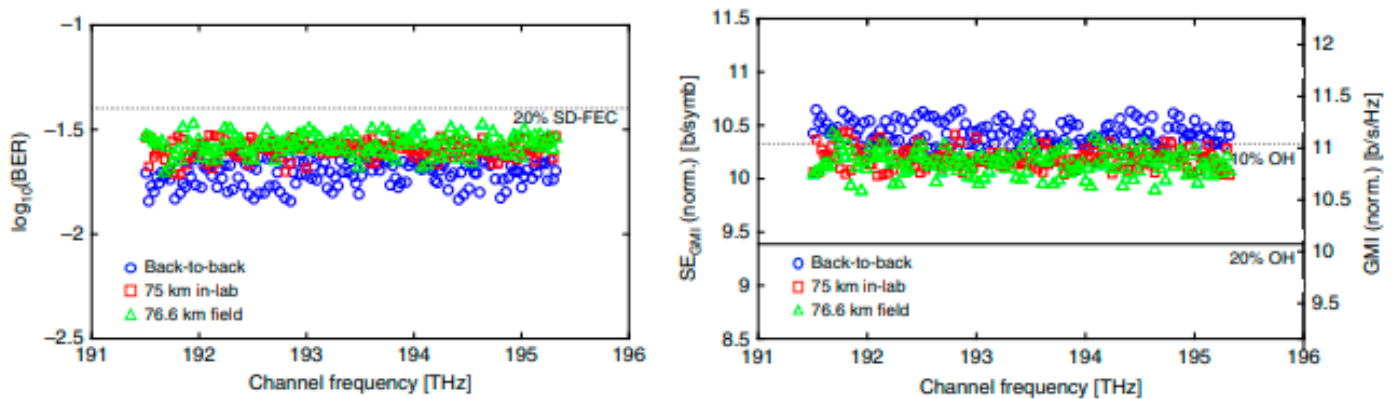 −1
−1.5
−2
−2.5
log10(BER)
20% SD-FEC
Back-to-back
75 km in-lab
76.6 km field
191 192 193 194 195 196
Channel frequency [THz]
11.5
11
10.5
10
9.5
9
8.5
SEGMI (norm.) [b/symb]
10% OH
20% OH
Back-to-back
75 km in-lab
76.6 km field
12
11.5
11
10.5
10
9.5
GMI (norm.) [b/s/Hz]
191 192 193 194 195 196
Channel frequency [THz]